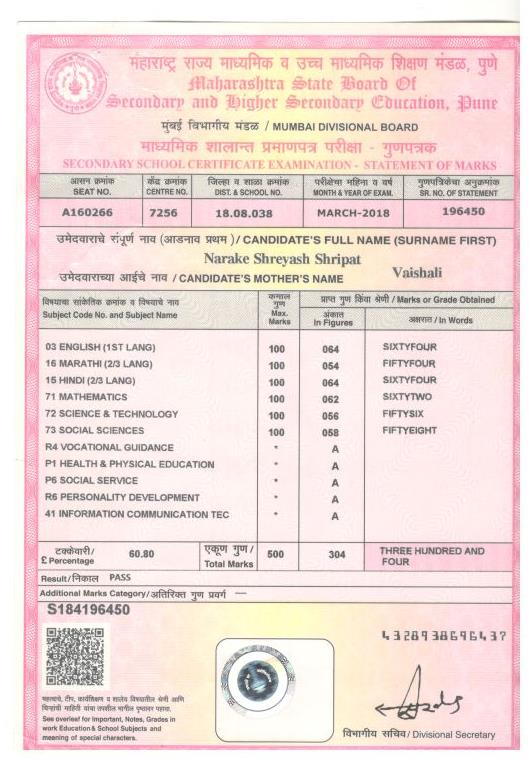 महाराष्ट्र राज्य माध्यमिक व उच्च माध्यमिक शिक्षण मंडळ, पुणे
Maharashtra State Board Of
Secondary and Higher Secondary Education, Pune
मुंबई विभागीय मंडळ / MUMBAI DIVISIONAL BOARD
माध्यमिक शालान्त प्रमाणपत्र परीक्षा - गुणपत्रक
SECONDARY SCHOOL CERTIFICATE EXAMINATION - STATEMENT OF MARKS
आसन क्रमांक केंद्र क्रमांक जिल्हा व शाळा क्रमांक परीक्षेचा महिना व वर्ष गुणपत्रिकेचा अनुक्रमांक
SEAT NO. CENTRE NO. DIST. & SCHOOL NO. MONTH & YEAR OF EXAM. SR. NO. OF STATEMENT
A160266 7256 18.08.038 MARCH-2018 196450
उमेदवाराचे संपूर्ण नाव (आडनाव प्रथम) / CANDIDATE'S FULL NAME (SURNAME FIRST)
Narake Shreyash Shripat
उमेदवाराच्या आईचे नाव / CANDIDATE'S MOTHER'S NAME Vaishali
विषयाचा सांकेतिक क्रमांक व विषयाचे नाव
Subject Code No. and Subject Name
कमाल गुण
Max. Marks
प्राप्त गुण किंवा श्रेणी / Marks or Grade Obtained
अंकात
In Figures
अक्षरात / In Words
03 ENGLISH (1ST LANG) 100 064 SIXTYFOUR
16 MARATHI (2/3 LANG) 100 054 FIFTYFOUR
15 HINDI (2/3 LANG) 100 064 SIXTYFOUR
71 MATHEMATICS 100 062 SIXTYTWO
72 SCIENCE & TECHNOLOGY 100 056 FIFTYSIX
73 SOCIAL SCIENCES 100 058 FIFTYEIGHT
R4 VOCATIONAL GUIDANCE * A
P1 HEALTH & PHYSICAL EDUCATION * A
P6 SOCIAL SERVICE * A
R6 PERSONALITY DEVELOPMENT * A
41 INFORMATION COMMUNICATION TEC * A
टक्केवारी/
£ Percentage
60.80
एकूण गुण /
Total Marks
500
304
THREE HUNDRED AND
FOUR
Result/निकाल PASS
Additional Marks Category/अतिरिक्त गुण प्रवर्ग —
S184196450
432893869643?
महत्वाचे, टीप, कार्यशिक्षण व शालेय विषयातील श्रेणी आणि
चिन्हांची माहिती यांचा तपशील मागील पृष्ठावर पहावा.
See overleaf for Important, Notes, Grades in
work Education & School Subjects and
meaning of special characters.
विभागीय सचिव / Divisional Secretary